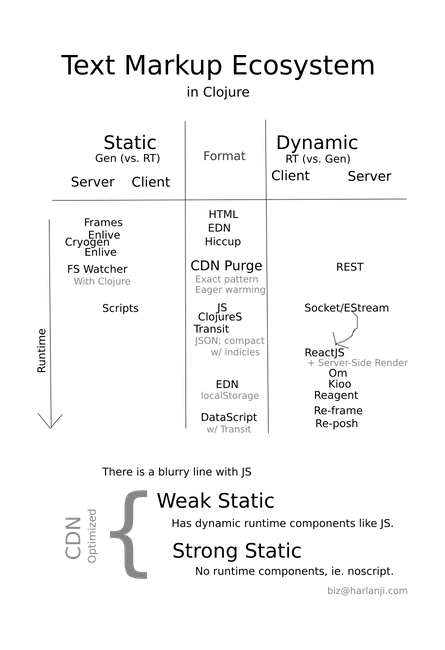 Text Markup Ecosystem
in Clojure
Static
Gen (vs. RT)
Server Client
Format
Dynamic
RT (vs. Gen)
Client Server
Runtime
Frames
Enlive
Cryogen
Enlive
FS Watcher
With Clojure
Scripts
HTML
EDN
Hiccup
CDN Purge
Exact pattern
Eager warming
JS
ClojureS
Transit
JSON; compact
w/ indicies
EDN
localStorage
DataScript
w/ Transit
REST
Socket/EStream
ReactJS
+ Server-Side Render
Om
Kioo
Reagent
Re-frame
Re-posh
There is a blurry line with JS
CDN
Optimized
{
Weak Static
Has dynamic runtime components like JS.
Strong Static
No runtime components, ie. noscript.
biz@harlanji.com